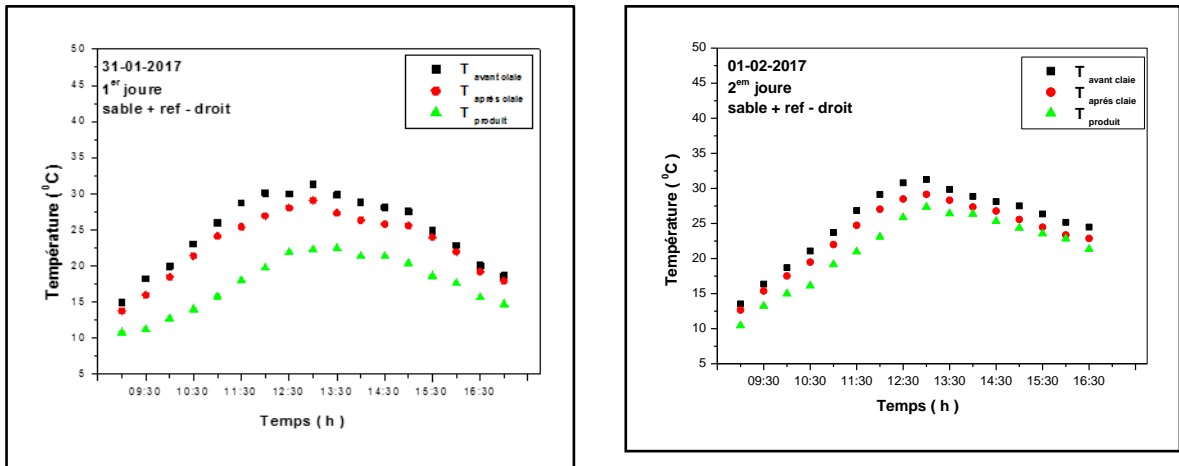 31-01-2017
1er joure
sable + ref - droit
T avant claie
T aprés claie
T produit
Température ( 0C )
50
45
40
35
30
25
20
15
10
5
09:30 10:30 11:30 12:30 13:30 14:30 15:30 16:30
Temps ( h )
01-02-2017
2em joure
sable + ref - droit
T avant claie
T aprés claie
T produit
Température ( 0C )
50
45
40
35
30
25
20
15
10
5
09:30 10:30 11:30 12:30 13:30 14:30 15:30 16:30
Temps ( h )